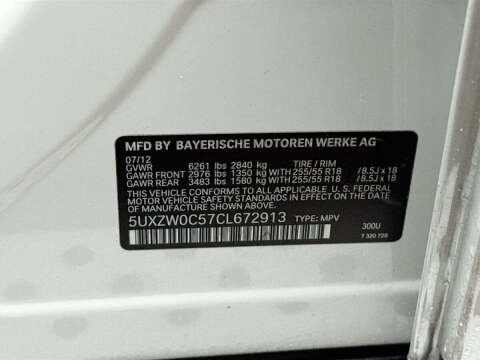 MFD BY BAYERISCHE MOTOREN WERKE AG
07/12
GVWR 6261 lbs 2840 kg TIRE / RIM
GAWR FRONT 2976 lbs 1350 kg WITH 255/55 R18 /8.5J x 18
GAWR REAR 3483 lbs 1580 kg WITH 255/55 R18 /8.5J x 18
THIS VEHICLE CONFORMS TO ALL APPLICABLE U. S. FEDERAL
MOTOR VEHICLE SAFETY STANDARDS IN EFFECT ON THE
DATE OF MANUFACTURE SHOWN ABOVE.
5UXZW0C57CL672913 TYPE: MPV
300U
7 320 729